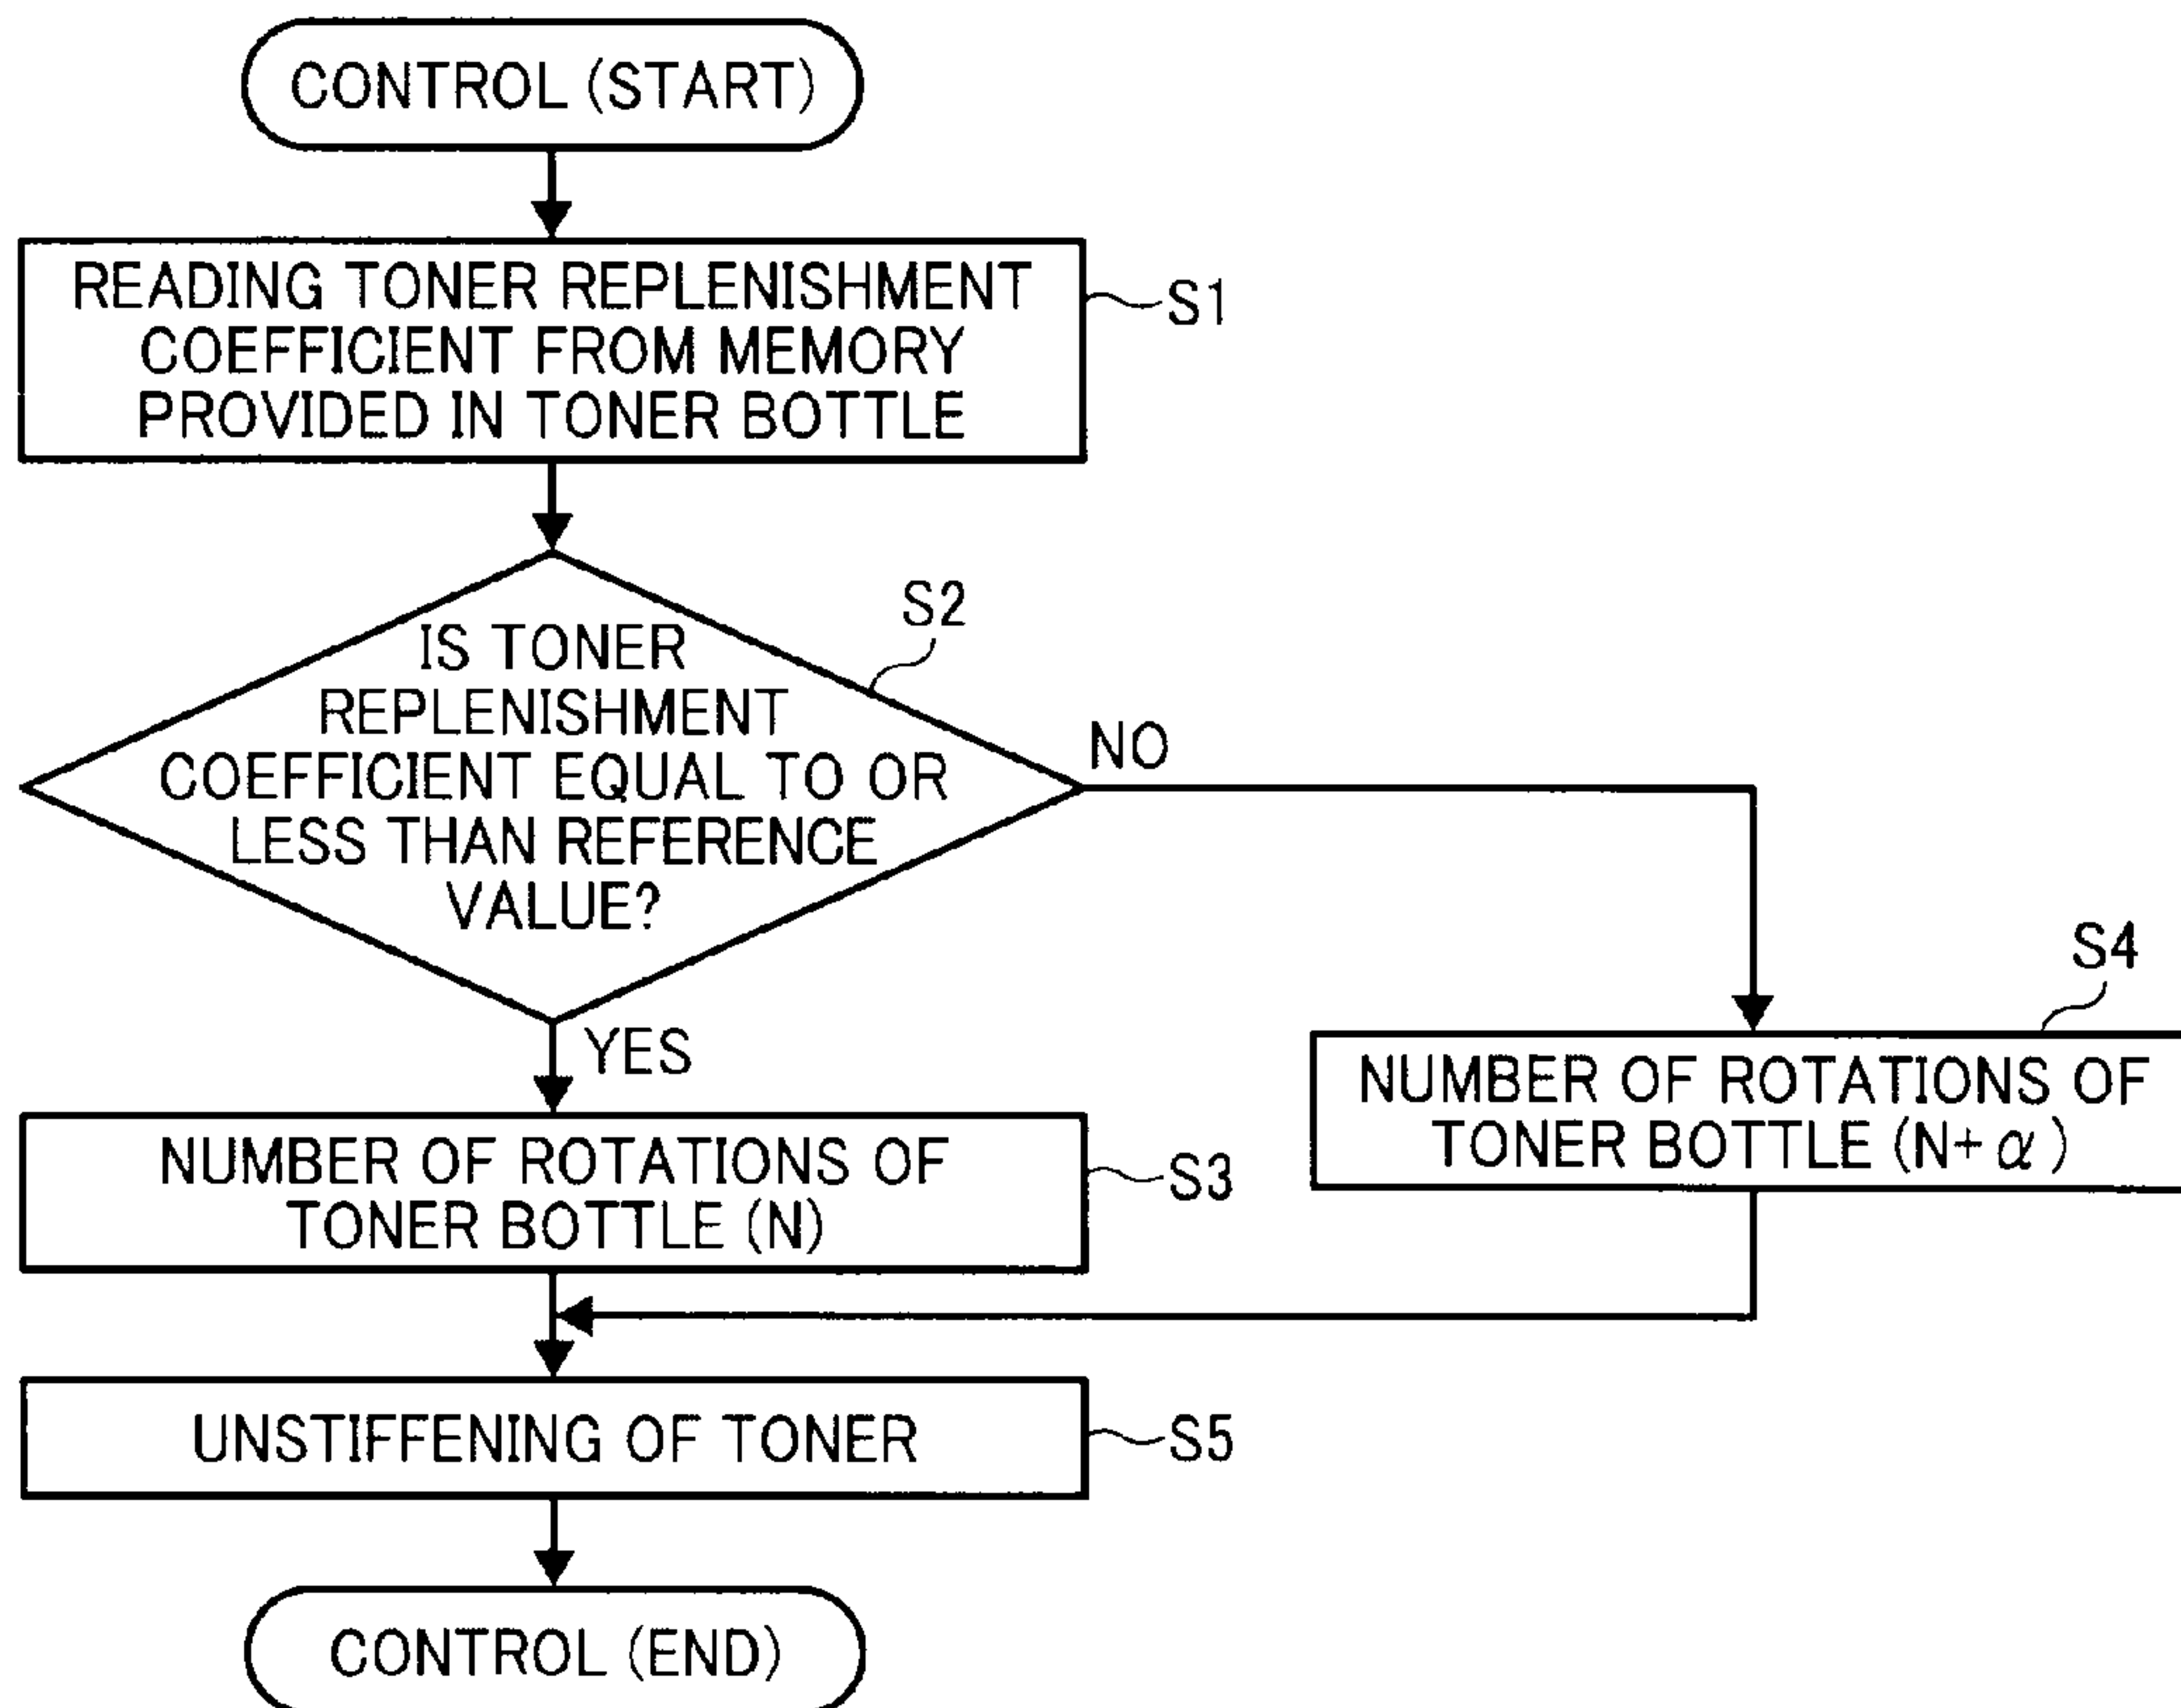 CONTROL (START)
READING TONER REPLENISHMENT
COEFFICIENT FROM MEMORY
PROVIDED IN TONER BOTTLE
S1
S2
IS TONER
REPLENISHMENT
COEFFICIENT EQUAL TO OR
LESS THAN REFERENCE
VALUE?
NO
YES
S4
NUMBER OF ROTATIONS OF
TONER BOTTLE (N+α)
NUMBER OF ROTATIONS OF
TONER BOTTLE (N)
S3
UNSTIFFENING OF TONER
S5
CONTROL (END)